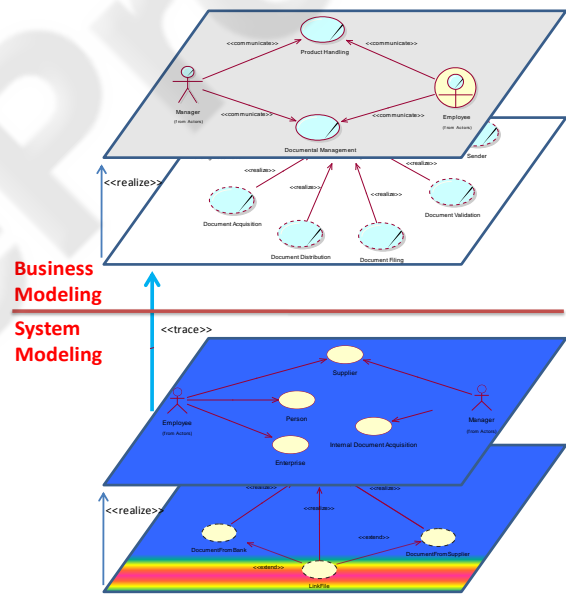 <<communicate>>
<<communicate>>
Product Handling
Manager
(from Actors)
Employee
(from Actors)
<<communicate>>
<<communicate>>
Documental Management
Sender
<<realize>>
<<realize>>
<<realize>>
<<realize>>
<<realize>>
Document Acquisition
Document Validation
Document Distribution
Document Filing
Business
Modeling
System
Modeling
<<trace>>
Supplier
Employee
(from Actors)
Person
Manager
(from Actors)
Internal Document Acquisition
Enterprise
<<realize>>
<<realize>>
<<realize>>
<<realize>>
<<extend>>
DocumentFromBank
DocumentFromSupplier
<<extend>>
LinkFile